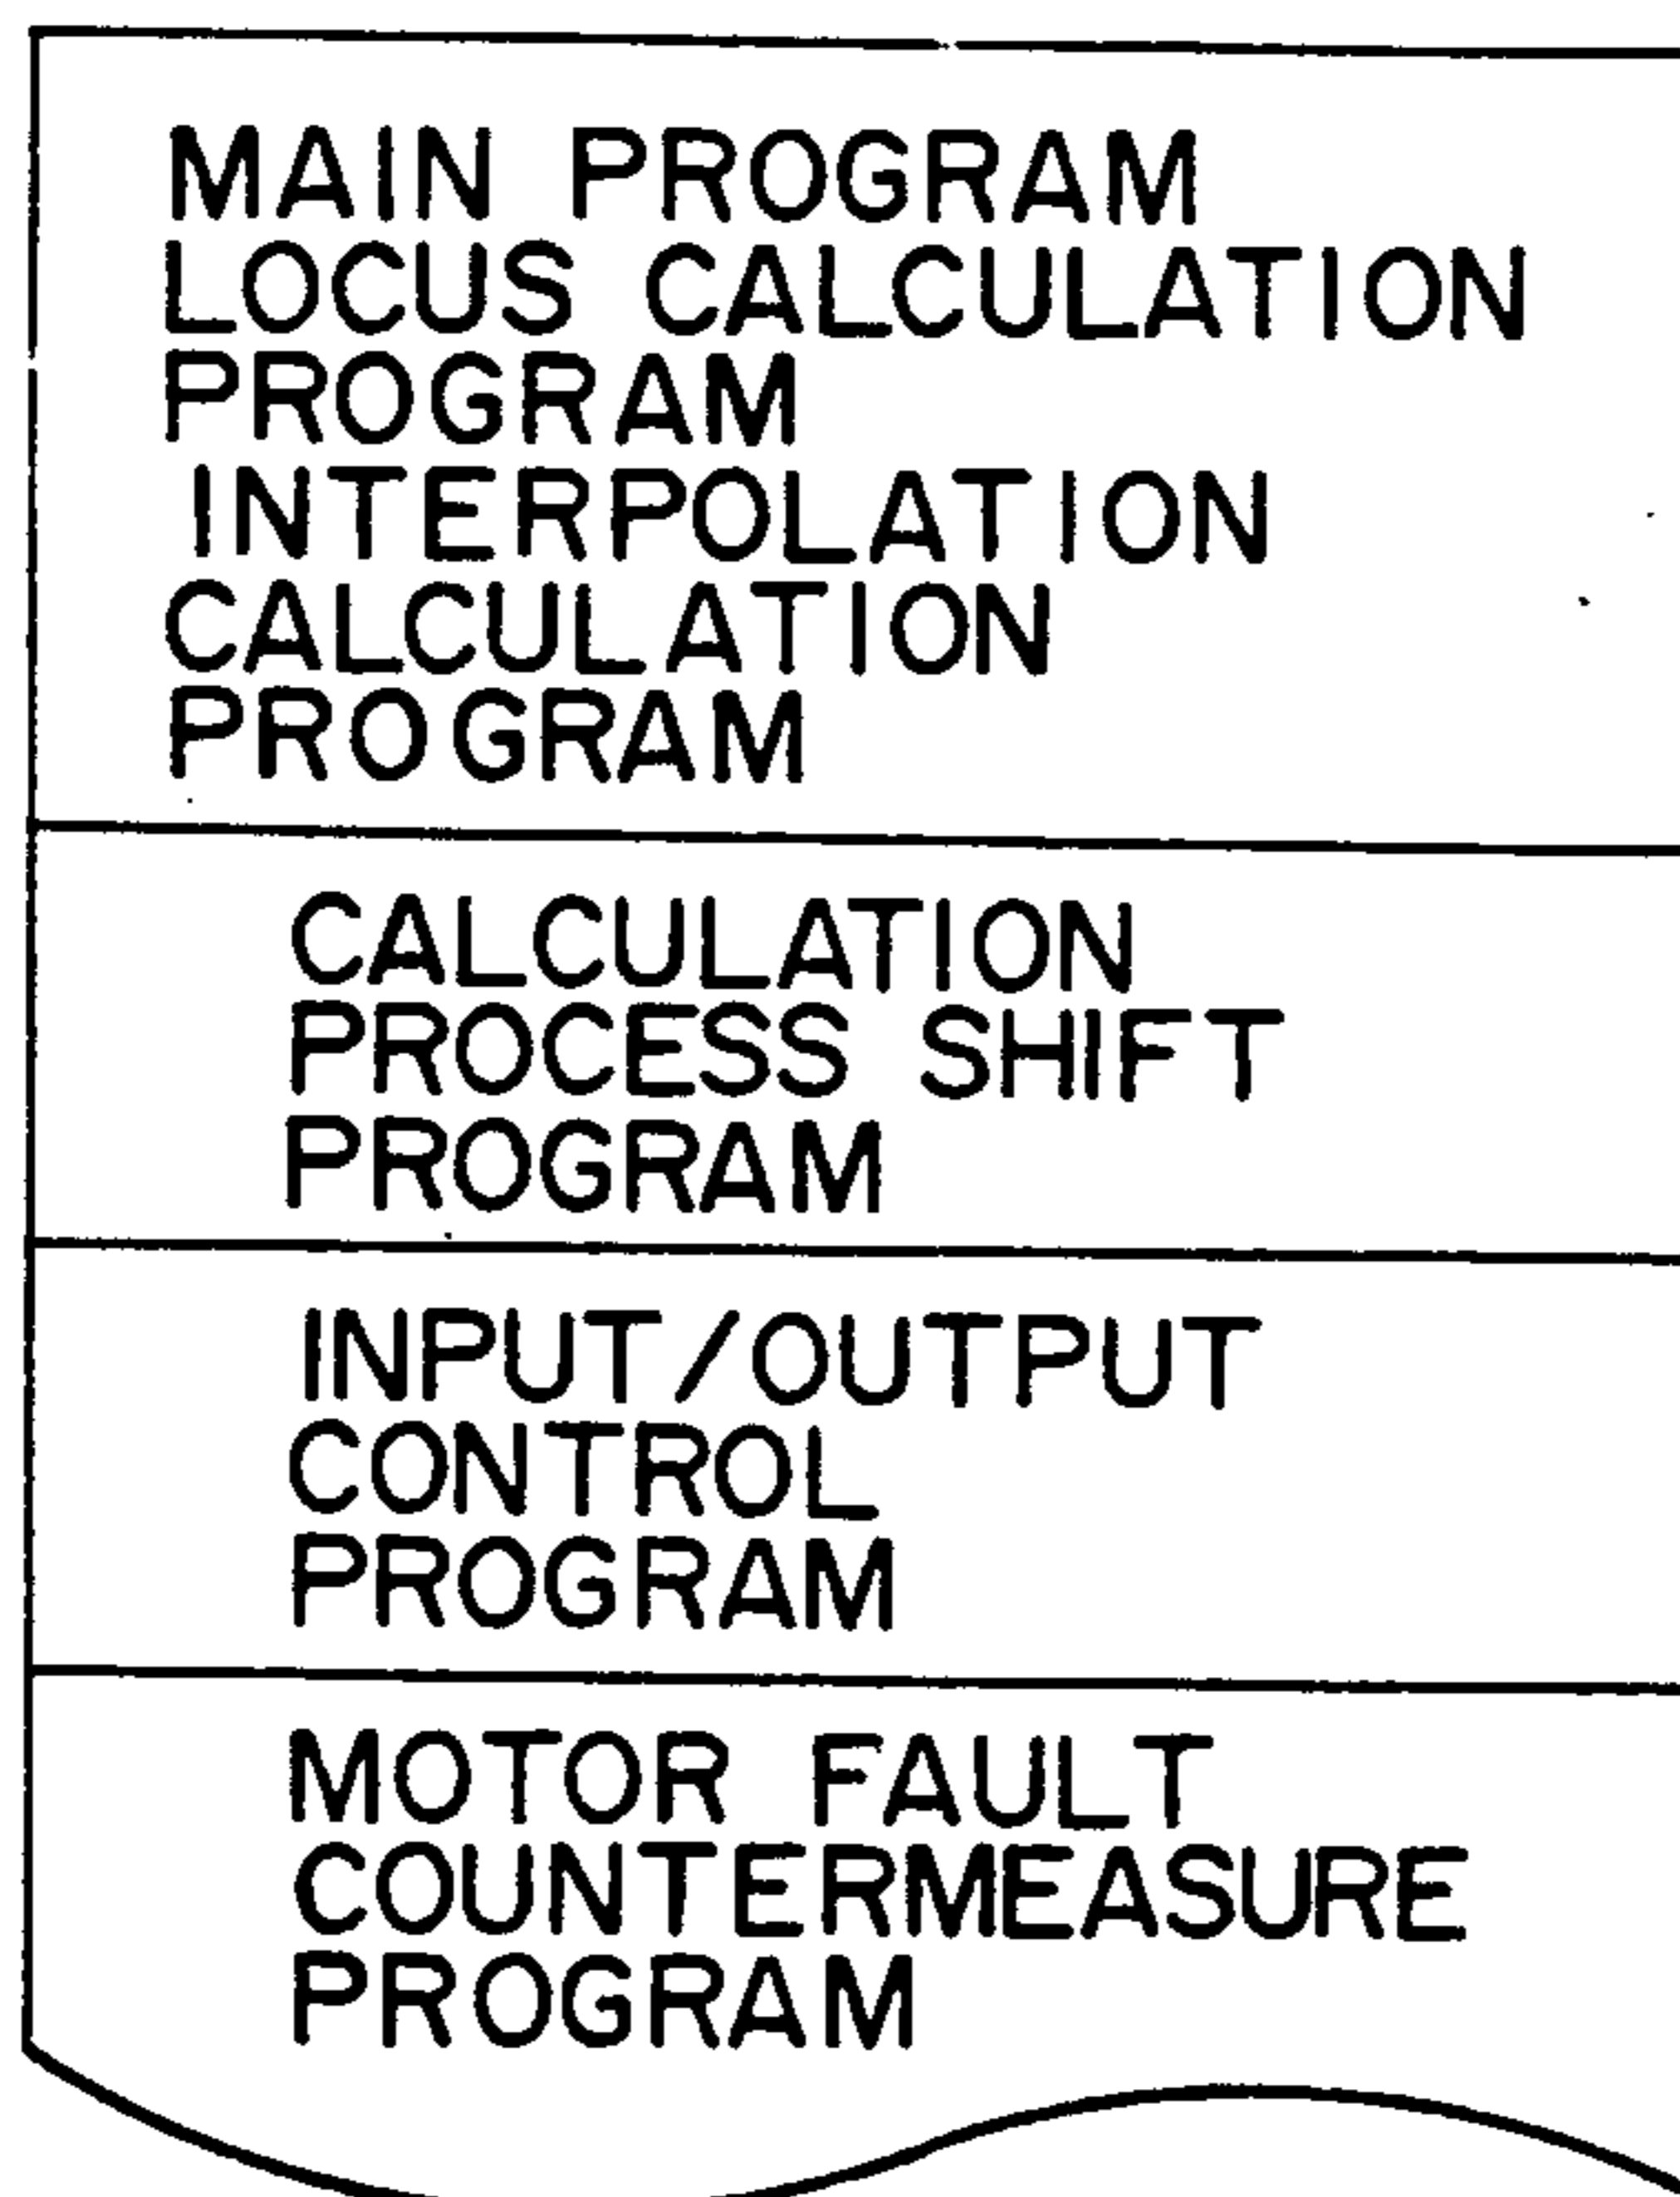 MAIN PROGRAM
LOCUS CALCULATION
PROGRAM
INTERPOLATION
CALCULATION
PROGRAM
CALCULATION
PROCESS SHIFT
PROGRAM
INPUT/OUTPUT
CONTROL
PROGRAM
MOTOR FAULT
COUNTERMEASURE
PROGRAM